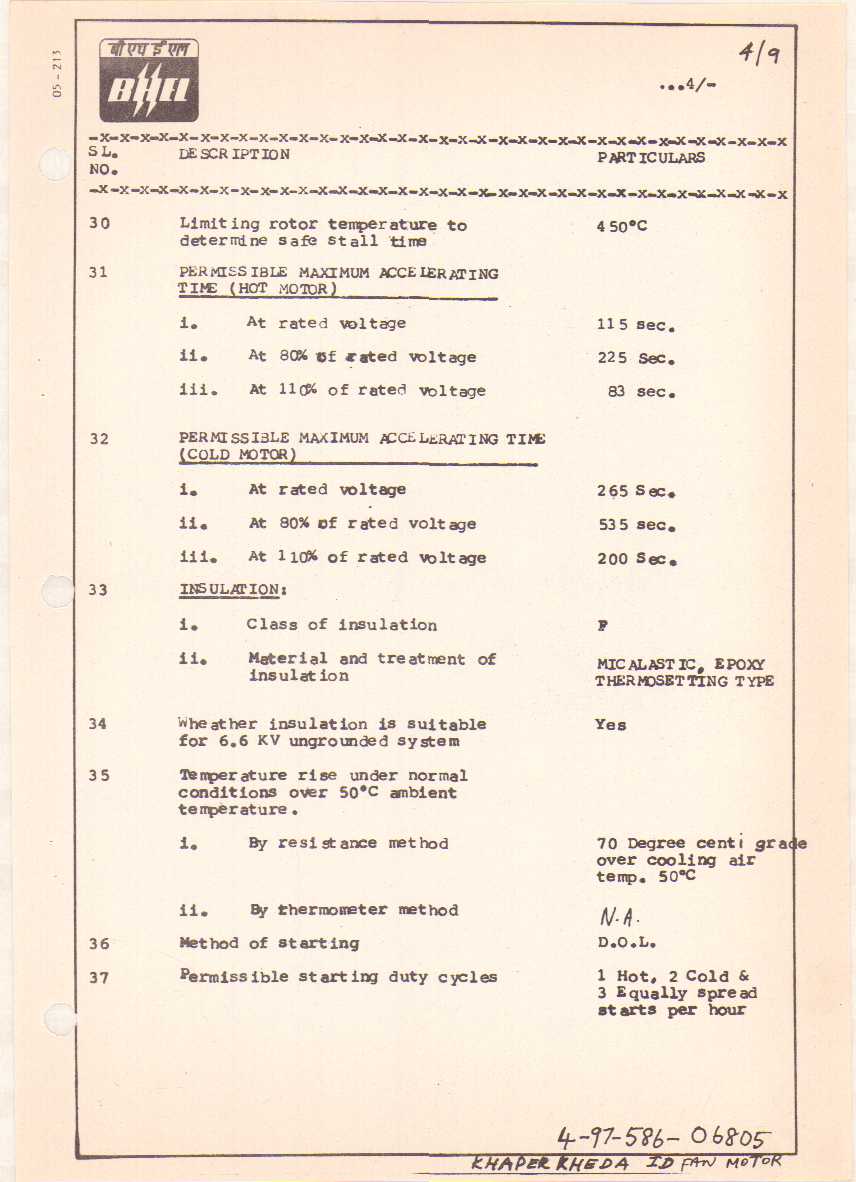 05 - 213
बी एच ई एल
BHEL
4/9
...4/-
-x-x-x-x-x-x-x-x-x-x-x-x-x-x-x-x-x-x-x-x-x-x-x-x-x-x-x-x-x-x-x-x-x-x-x
SL. DESCRIPTION PARTICULARS
NO.
-x-x-x-x-x-x-x-x-x-x-x-x-x-x-x-x-x-x-x-x-x-x-x-x-x-x-x-x-x-x-x-x-x-x-x
30 Limiting rotor temperature to 450°C
determine safe stall time
31 PERMISSIBLE MAXIMUM ACCELERATING
TIME (HOT MOTOR)
i. At rated voltage 115 sec.
ii. At 80% of rated voltage 225 Sec.
iii. At 110% of rated voltage 83 sec.
32 PERMISSIBLE MAXIMUM ACCELERATING TIME
(COLD MOTOR)
i. At rated voltage 265 Sec.
ii. At 80% of rated voltage 535 sec.
iii. At 110% of rated voltage 200 Sec.
33 INSULATION:
i. Class of insulation F
ii. Material and treatment of MICALASTIC, EPOXY
insulation THERMOSETTING TYPE
34 Wheather insulation is suitable Yes
for 6.6 KV ungrounded system
35 Temperature rise under normal
conditions over 50°C ambient
temperature.
i. By resistance method 70 Degree centi grade
over cooling air
temp. 50°C
ii. By thermometer method N.A.
36 Method of starting D.O.L.
37 Permissible starting duty cycles 1 Hot, 2 Cold &
3 Equally spread
starts per hour
4-97-586-06805
KHAPER KHEDA ID FAN MOTOR